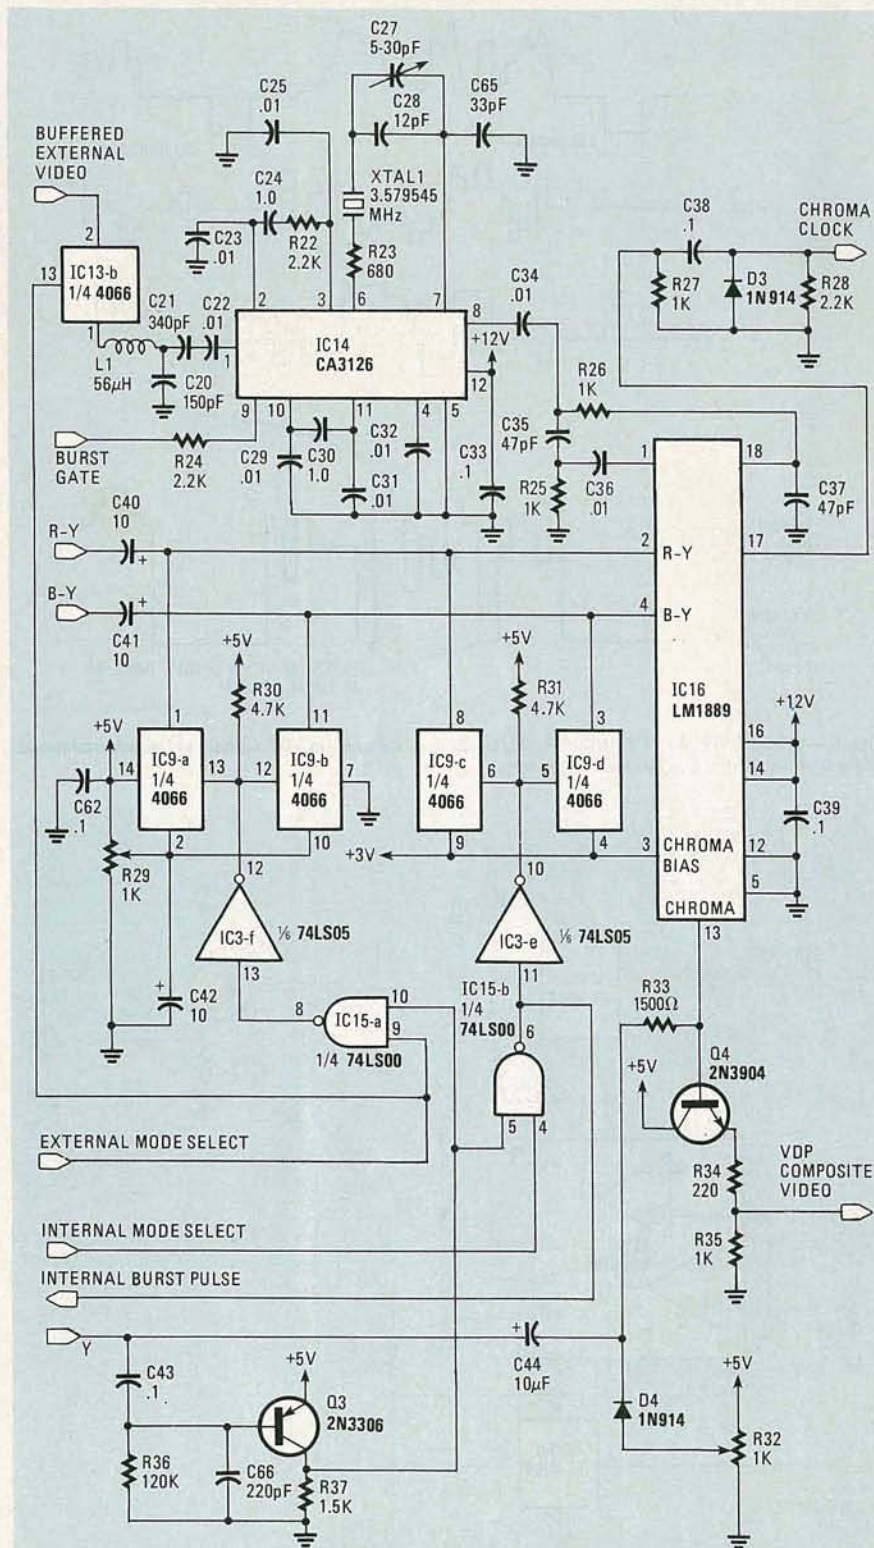 C27
5-30pF
C25
.01
C28
12pF
C65
33pF
BUFFERED
EXTERNAL
VIDEO
XTAL1
3.579545
MHz
C24
1.0
C38
.1
CHROMA
CLOCK
2
C23
.01
R22
2.2K
R23
680
13
IC13-b
1/4 4066
C34
.01
R27
1K
D3
1N914
R28
2.2K
1
C21
340pF
C22
.01
2
3
6
7
8
L1
56μH
1
IC14
CA3126
+12V
12
R26
1K
C20
150pF
9
10
11
4
5
C35
47pF
BURST
GATE
R24
2.2K
C29
.01
C30
1.0
C32
.01
C33
.1
C31
.01
R25
1K
C36
.01
1
18
C37
47pF
C40
10
17
R-Y
+
2
R-Y
B-Y
+
4
B-Y
C41
10
+5V
+5V
R30
4.7K
R31
4.7K
IC16
LM1889
+12V
+5V
1
11
8
3
16
14
IC9-a
1/4
4066
13
12
IC9-b
1/4
4066
7
IC9-c
1/4
4066
6
5
IC9-d
1/4
4066
14
C62
.1
C39
.1
2
10
9
4
3
CHROMA
BIAS
12
+3V
R29
1K
12
10
5
CHROMA
IC3-f
1/6 74LS05
IC3-e
1/6 74LS05
13
+
C42
10
13
11
R33
1500Ω
IC15-b
1/4
74LS00
8
IC15-a
10
9
6
1/4 74LS00
Q4
2N3904
+5V
5
4
EXTERNAL MODE SELECT
R34
220
VDP
COMPOSITE
VIDEO
INTERNAL MODE SELECT
R35
1K
INTERNAL BURST PULSE
Y
+
C44
10μF
+5V
C43
.1
+5V
Q3
2N3306
D4
1N914
R32
1K
R36
120K
C66
220pF
R37
1.5K